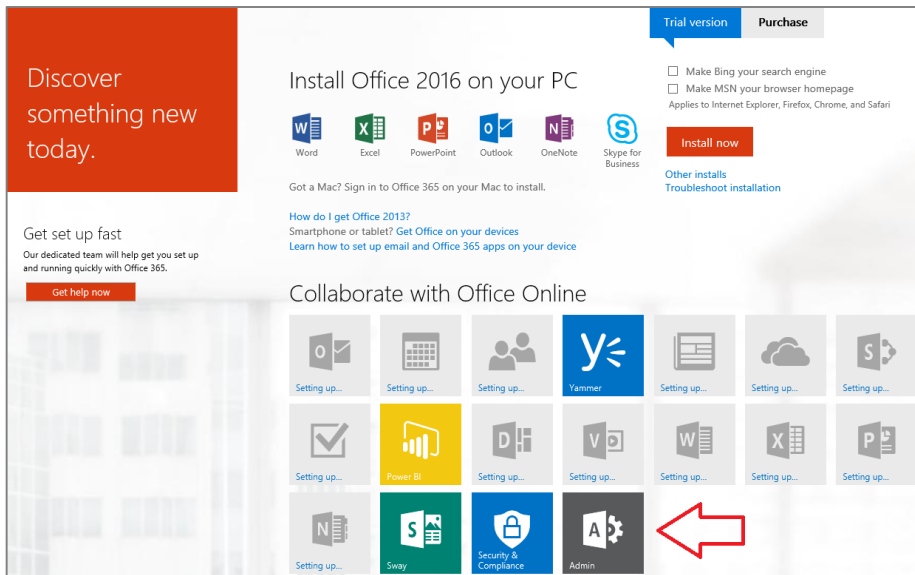 Trial version
Purchase
Discover
something new
today.
Install Office 2016 on your PC
Make Bing your search engine
Make MSN your browser homepage
Applies to Internet Explorer, Firefox, Chrome, and Safari
Install now
Other installs
Troubleshoot installation
W
X
P
O
N
S
Word
Excel
PowerPoint
Outlook
OneNote
Skype for
Business
Got a Mac? Sign in to Office 365 on your Mac to install.
How do I get Office 2013?
Smartphone or tablet? Get Office on your devices
Learn how to set up email and Office 365 apps on your device
Get set up fast
Our dedicated team will help get you set up
and running quickly with Office 365.
Get help now
Collaborate with Office Online
O
S
Setting up...
Setting up...
Setting up...
Yammer
Setting up...
Setting up...
Setting up...
D
V
W
X
P
Setting up...
Power BI
Setting up...
Setting up...
Setting up...
Setting up...
Setting up...
N
S
A
Setting up...
Sway
Security &
Compliance
Admin